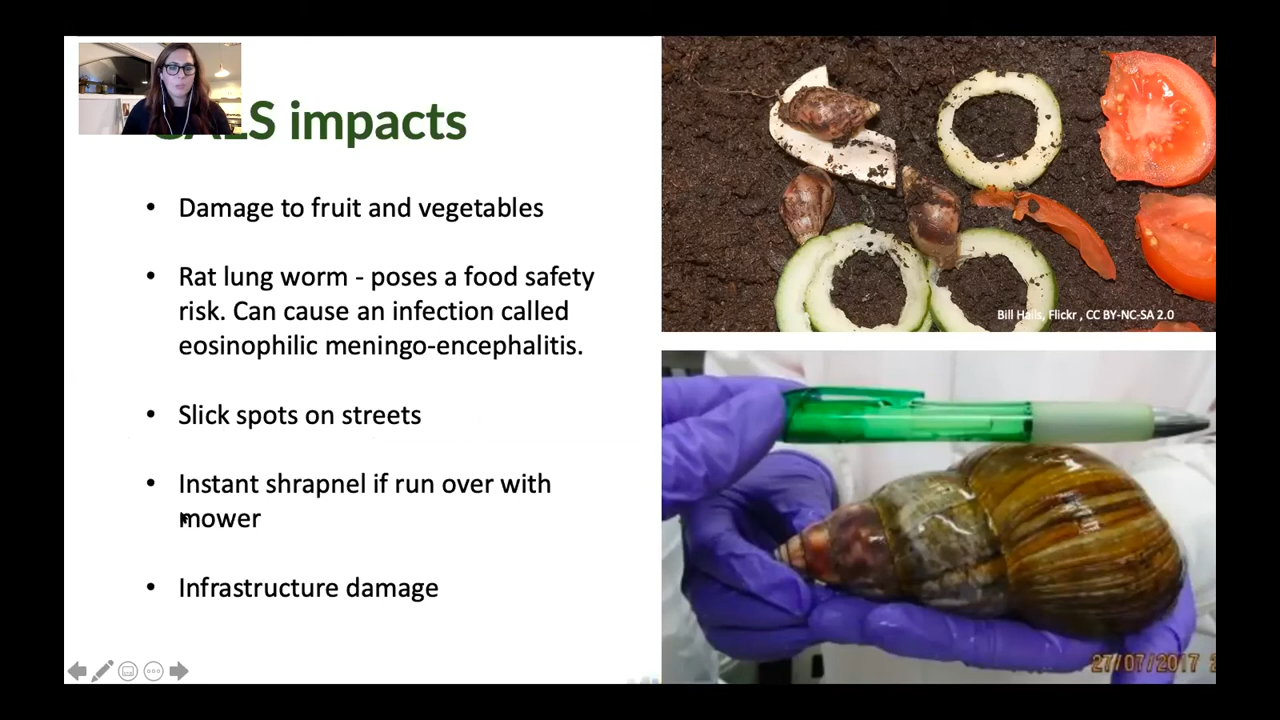 GALS impacts
• Damage to fruit and vegetables
• Rat lung worm - poses a food safety
risk. Can cause an infection called
eosinophilic meningo-encephalitis.
• Slick spots on streets
• Instant shrapnel if run over with
mower
• Infrastructure damage
Bill Hails, Flickr , CC BY-NC-SA 2.0
27/07/2017